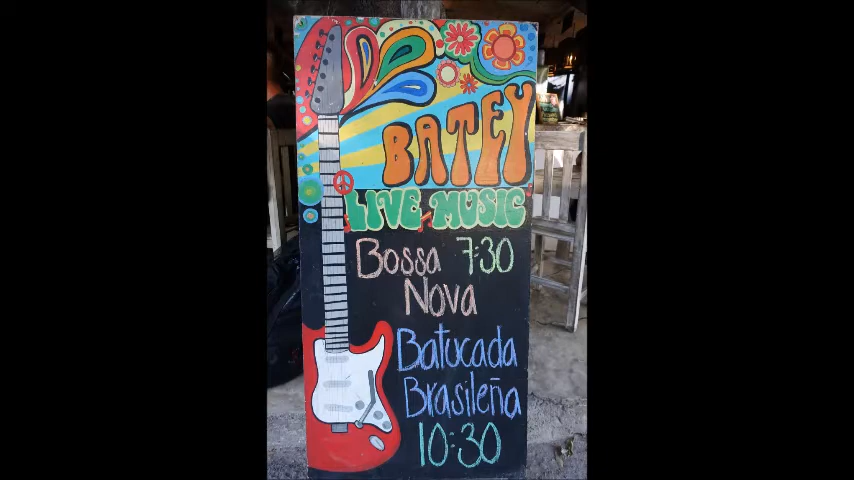 BATEY
LIVE MUSIC
Bossa 7:30
Nova
Batucada
Brasileña
10:30